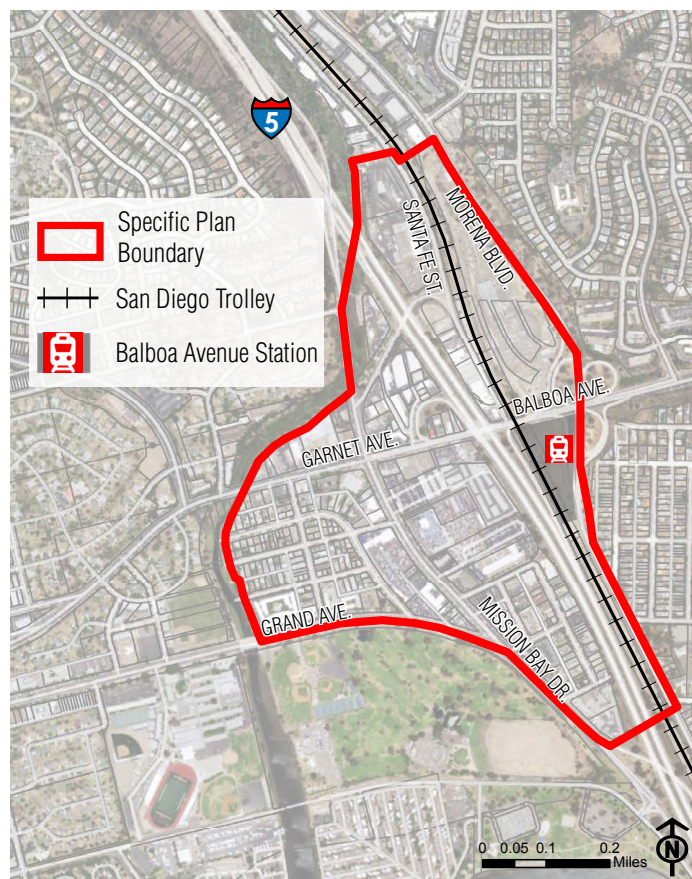 5
Specific Plan
Boundary
San Diego Trolley
Balboa Avenue Station
SANTA FE ST.
MORENA BLVD.
BALBOA AVE.
GARNET AVE.
GRAND AVE.
MISSION BAY DR.
0 0.05 0.1 0.2
Miles
N